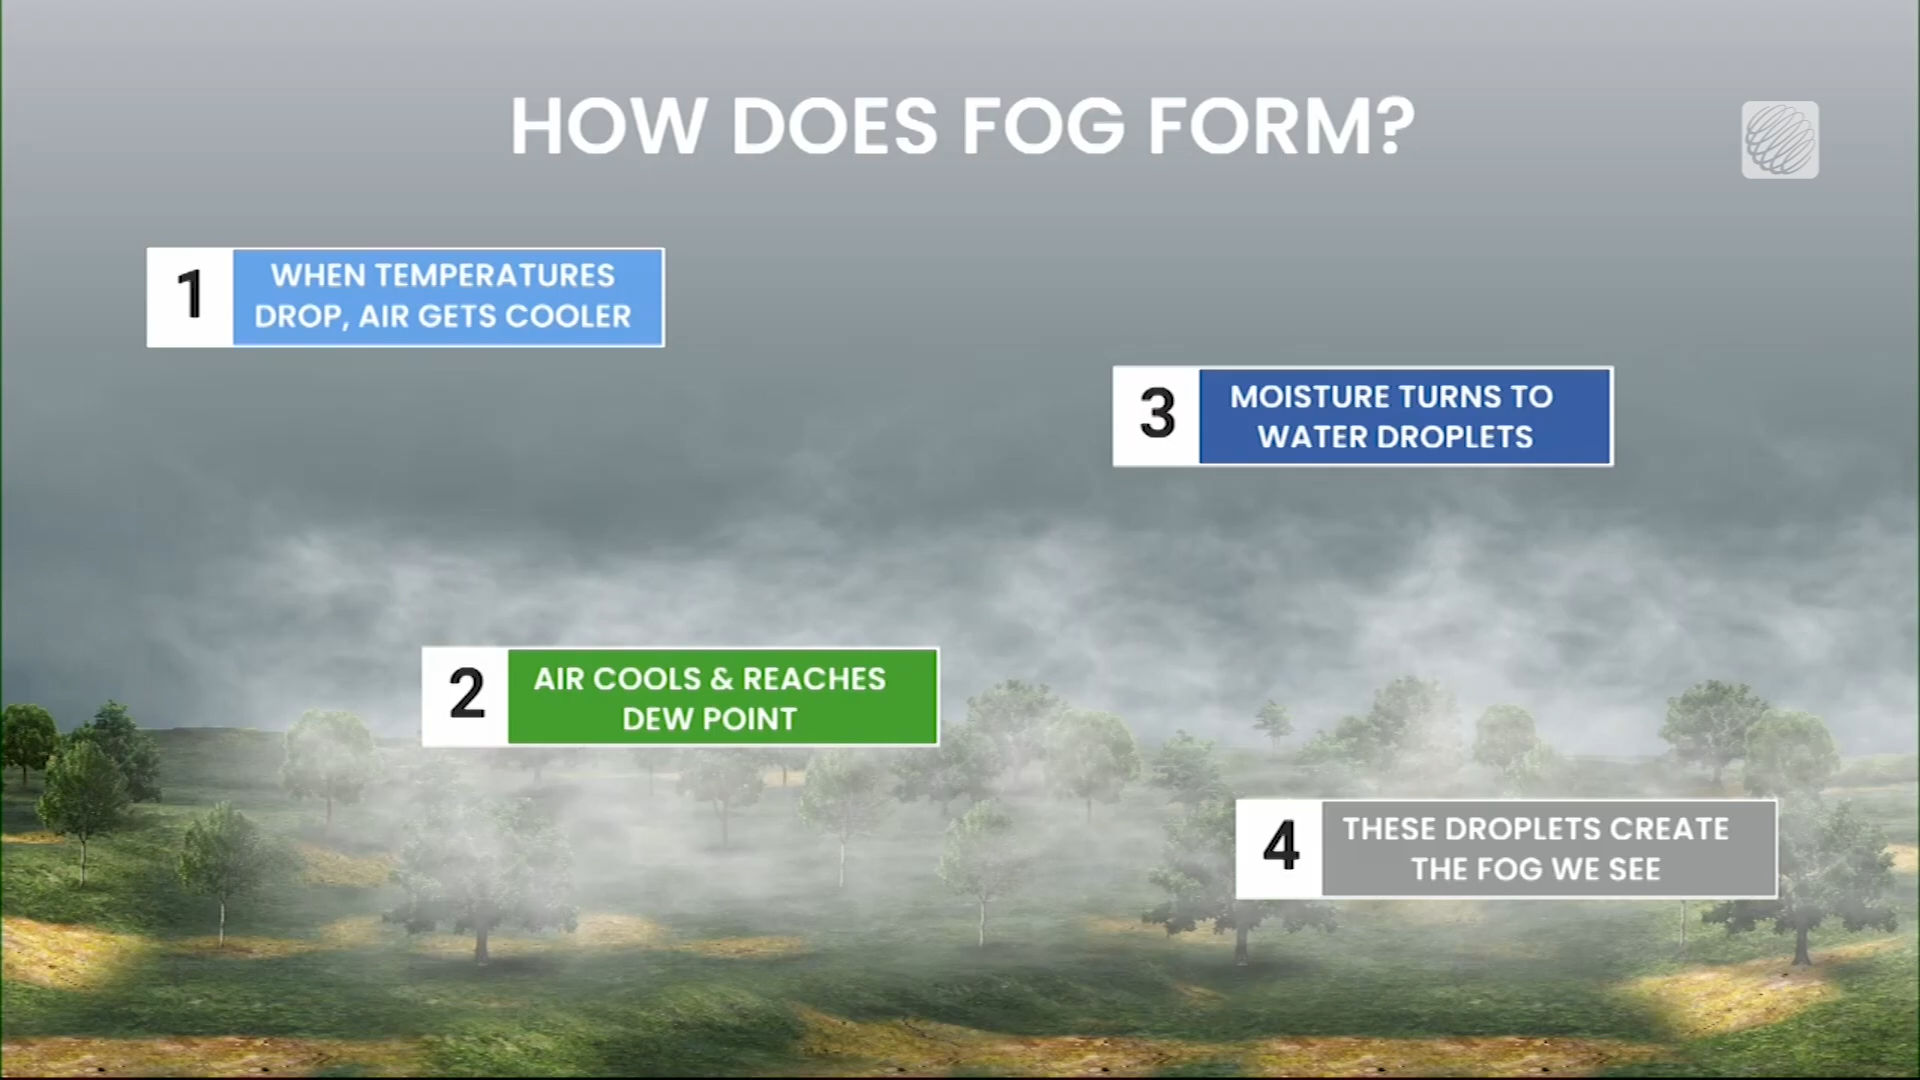 HOW DOES FOG FORM?
1
WHEN TEMPERATURES
DROP, AIR GETS COOLER
2
AIR COOLS & REACHES
DEW POINT
3
MOISTURE TURNS TO
WATER DROPLETS
4
THESE DROPLETS CREATE
THE FOG WE SEE